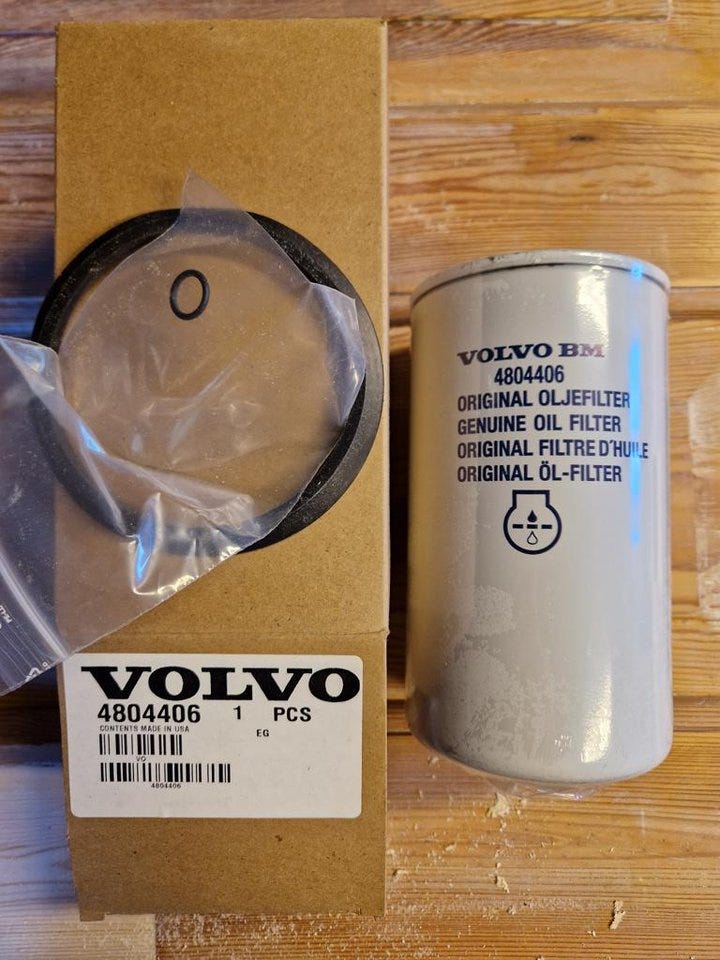 VOLVO
4804406 1 PCS
CONTENTS MADE IN USA
EG
VO
4804406
VOLVO BM
4804406
ORIGINAL OLJEFILTER
GENUINE OIL FILTER
ORIGINAL FILTRE D'HUILE
ORIGINAL ÖL-FILTER